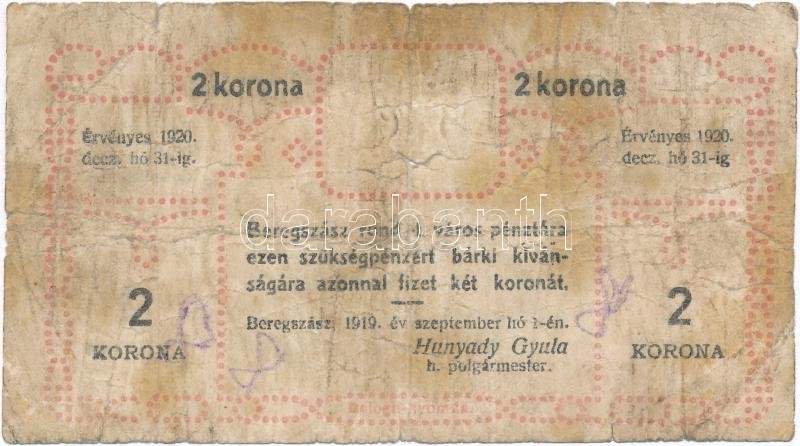 2 korona 2 korona
Érvényes 1920. Érvényes 1920.
decz. hó 31-ig. decz. hó 31-ig
darabanth
Beregszász rend. t. város pénztára
ezen szükségpénzért bárki kíván-
ságára azonnal fizet két koronát.
2 2
KORONA KORONA
Beregszász, 1919. év szeptember hó 1-én.
Hunyady Gyula
h. polgármester.